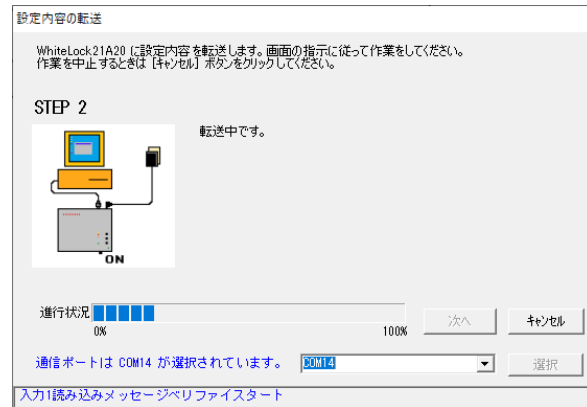 設定内容の転送
WhiteLock21A20 に設定内容を転送します。画面の指示に従って作業をしてください。
作業を中止するときは [キャンセル] ボタンをクリックしてください。
STEP 2
転送中です。
ON
進行状況
0%
100%
次へ
キャンセル
通信ポートは COM14 が選択されています。
COM14
選択
入力1読み込みメッセージベリファイスタート